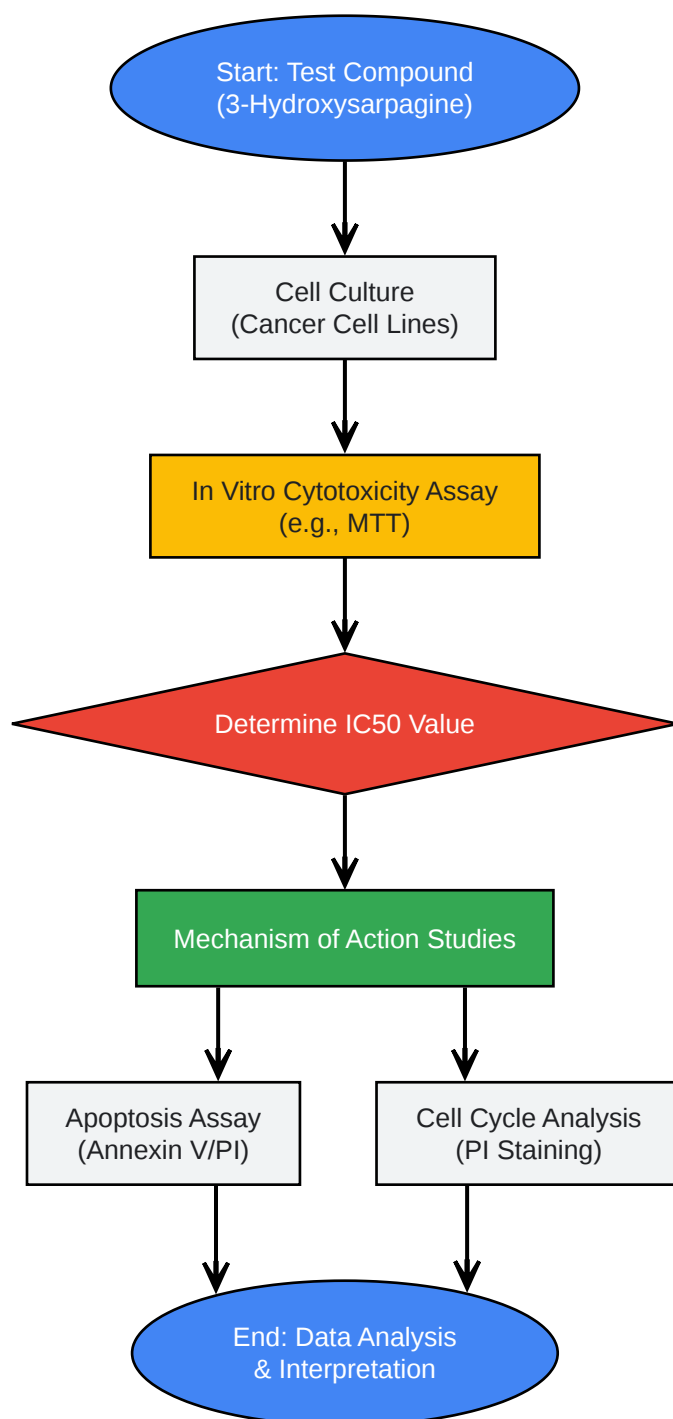 Start: Test Compound
(3-Hydroxysarpagine)
Cell Culture
(Cancer Cell Lines)
In Vitro Cytotoxicity Assay
(e.g., MTT)
Determine IC50 Value
Mechanism of Action Studies
Apoptosis Assay
(Annexin V/PI)
Cell Cycle Analysis
(PI Staining)
End: Data Analysis
& Interpretation